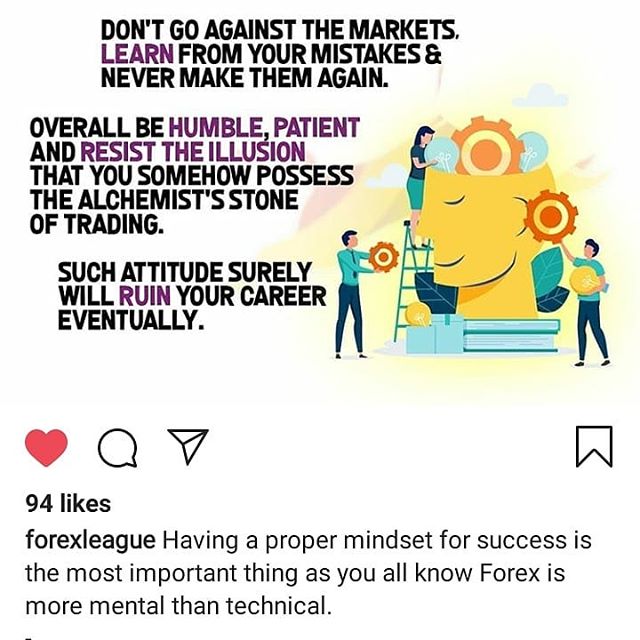 DON'T GO AGAINST THE MARKETS.
LEARN FROM YOUR MISTAKES &
NEVER MAKE THEM AGAIN.
OVERALL BE HUMBLE, PATIENT
AND RESIST THE ILLUSION
THAT YOU SOMEHOW POSSESS
THE ALCHEMIST'S STONE
OF TRADING.
SUCH ATTITUDE SURELY
WILL RUIN YOUR CAREER
EVENTUALLY.
94 likes
forexleague Having a proper mindset for success is
the most important thing as you all know Forex is
more mental than technical.
-